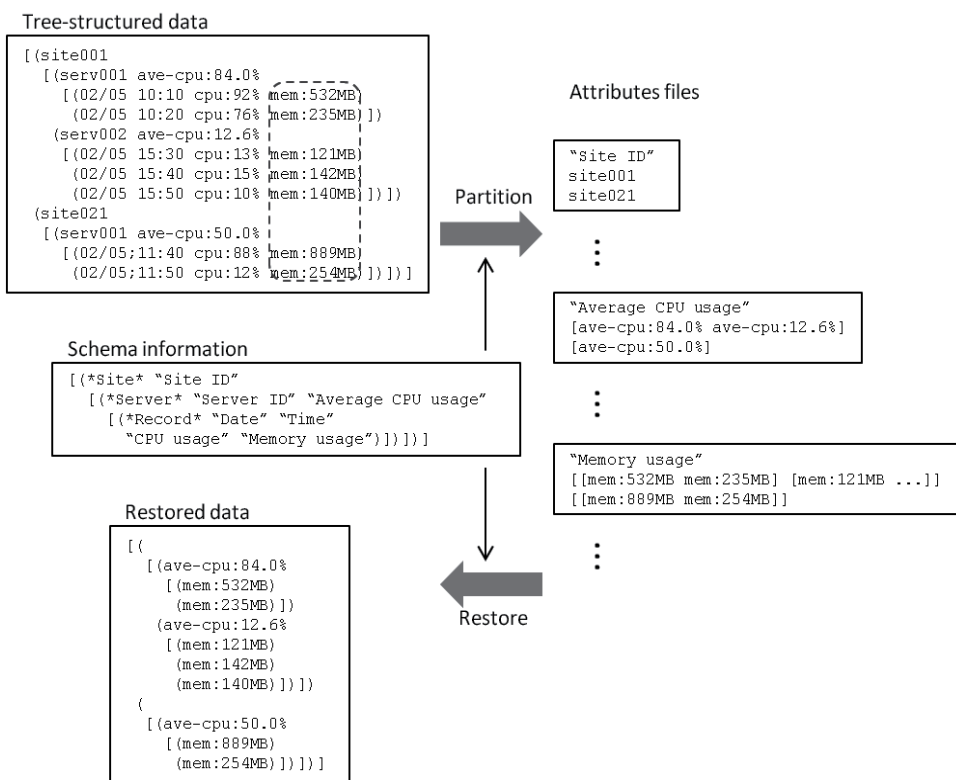 Tree-structured data
[(site001
[(serv001 ave-cpu:84.0%
[(02/05 10:10 cpu:92% mem:532MB)
(02/05 10:20 cpu:76% mem:235MB)])
(serv002 ave-cpu:12.6%
[(02/05 15:30 cpu:13% mem:121MB)
(02/05 15:40 cpu:15% mem:142MB)
(02/05 15:50 cpu:10% mem:140MB)])])
(site021
[(serv001 ave-cpu:50.0%
[(02/05;11:40 cpu:88% mem:889MB)
(02/05;11:50 cpu:12% mem:254MB)])])]
Partition
Attributes files
“Site ID”
site001
site021
“Average CPU usage”
[ave-cpu:84.0% ave-cpu:12.6%]
[ave-cpu:50.0%]
“Memory usage”
[[mem:532MB mem:235MB] [mem:121MB ...]]
[[mem:889MB mem:254MB]]
Schema information
[(*Site* “Site ID”
[(*Server* “Server ID” “Average CPU usage”
[(*Record* “Date” “Time”
“CPU usage” “Memory usage”)])])]
Restore
Restored data
[(
[(ave-cpu:84.0%
[(mem:532MB)
(mem:235MB)])
(ave-cpu:12.6%
[(mem:121MB)
(mem:142MB)
(mem:140MB)])])
(
[(ave-cpu:50.0%
[(mem:889MB)
(mem:254MB)])])]